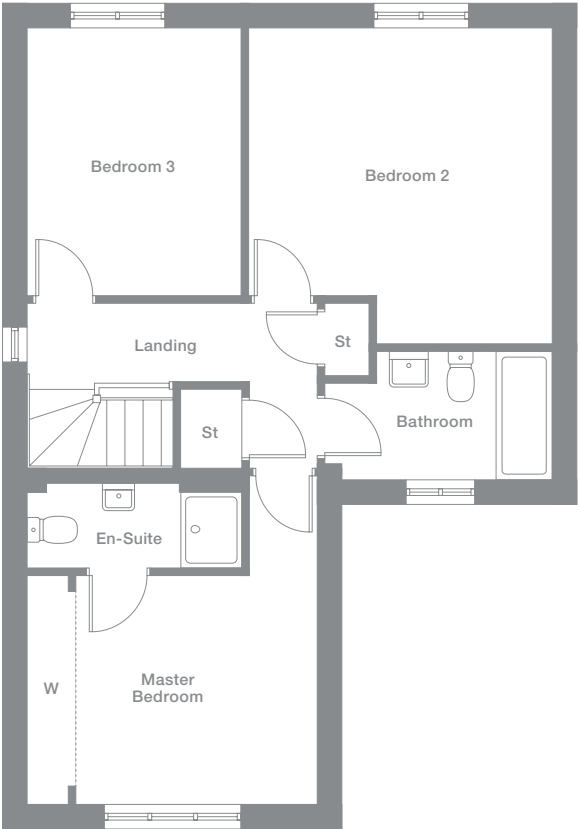 Bedroom 3
Bedroom 2
Landing
St
St
Bathroom
En-Suite
W
Master
Bedroom